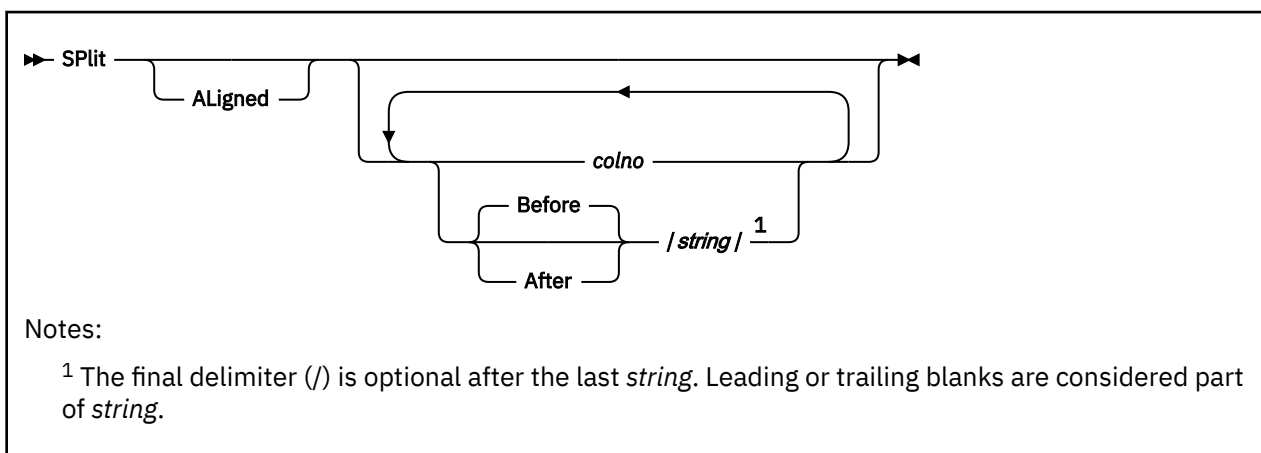 SPlit
ALigned
colno
Before
/ string / 1
After
Notes:
1 The final delimiter (/) is optional after the last string. Leading or trailing blanks are considered part
of string.